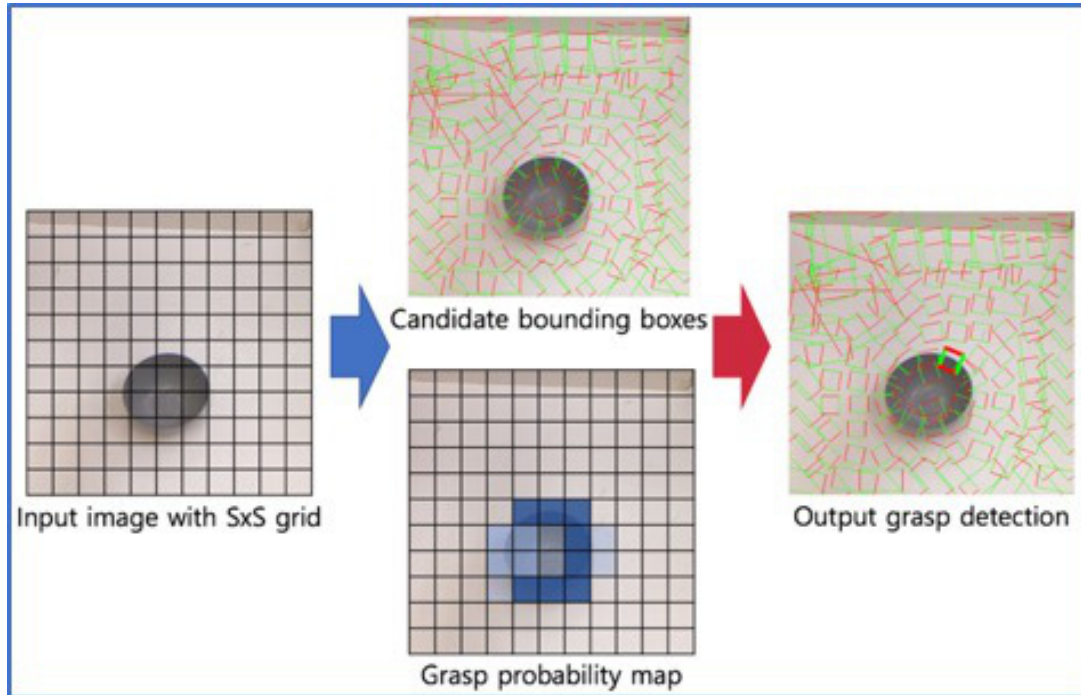 Candidate bounding boxes
Input image with SxS grid
Output grasp detection
Grasp probability map